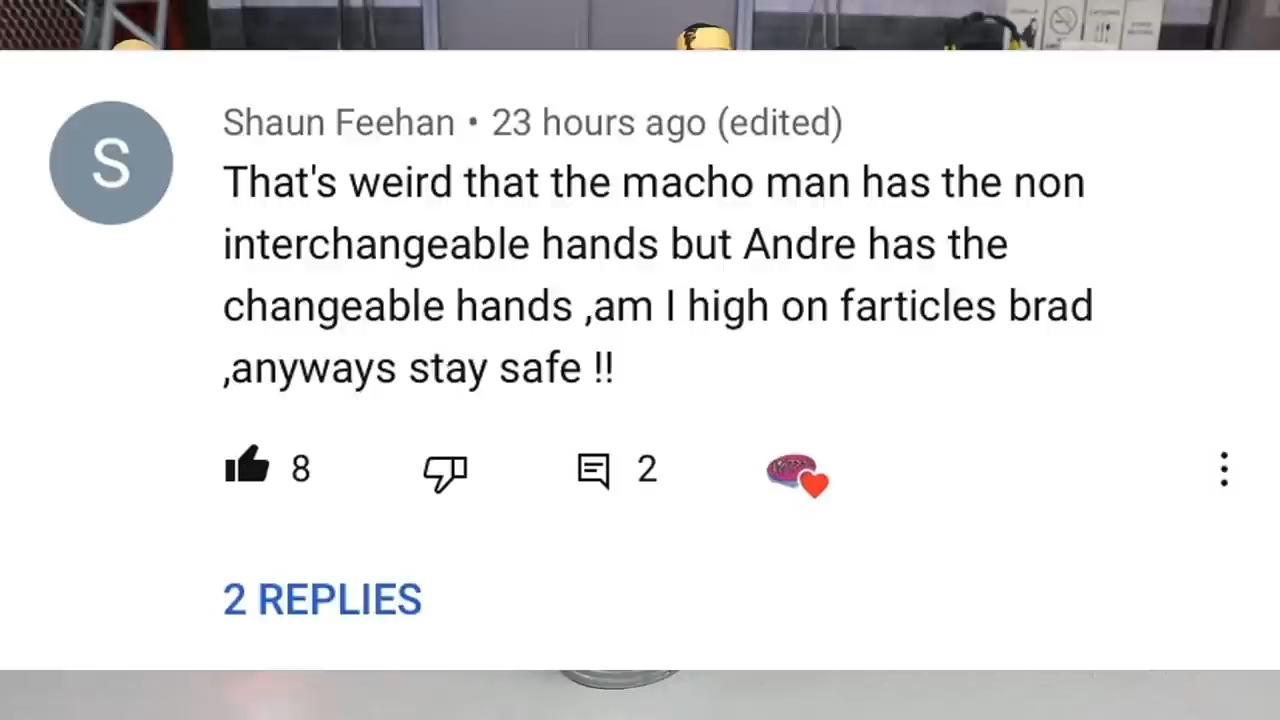 S
Shaun Feehan • 23 hours ago (edited)
That's weird that the macho man has the non
interchangeable hands but Andre has the
changeable hands ,am I high on farticles brad
,anyways stay safe !!
8 2
2 REPLIES